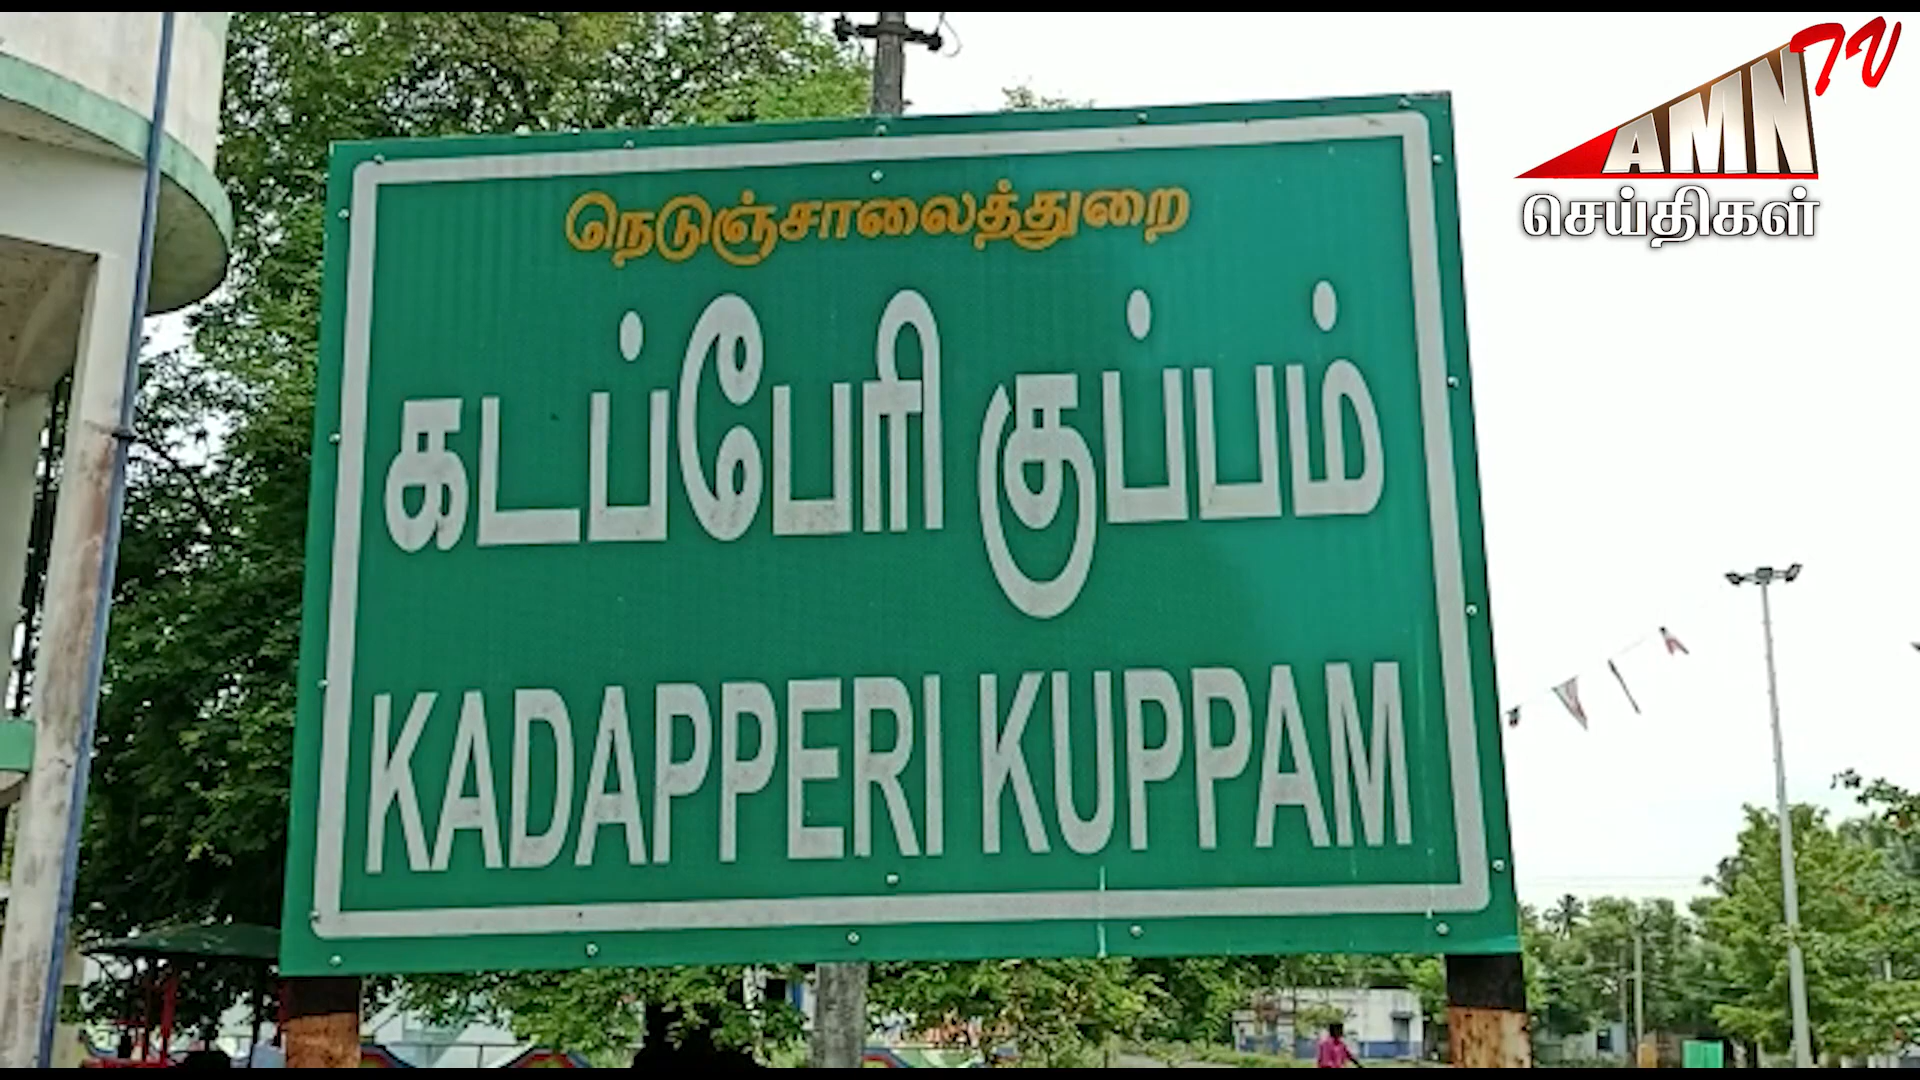 நெடுஞ்சாலைத்துறை
கடப்பேரி குப்பம்
KADAPPERI KUPPAM
AMN TV
செய்திகள்